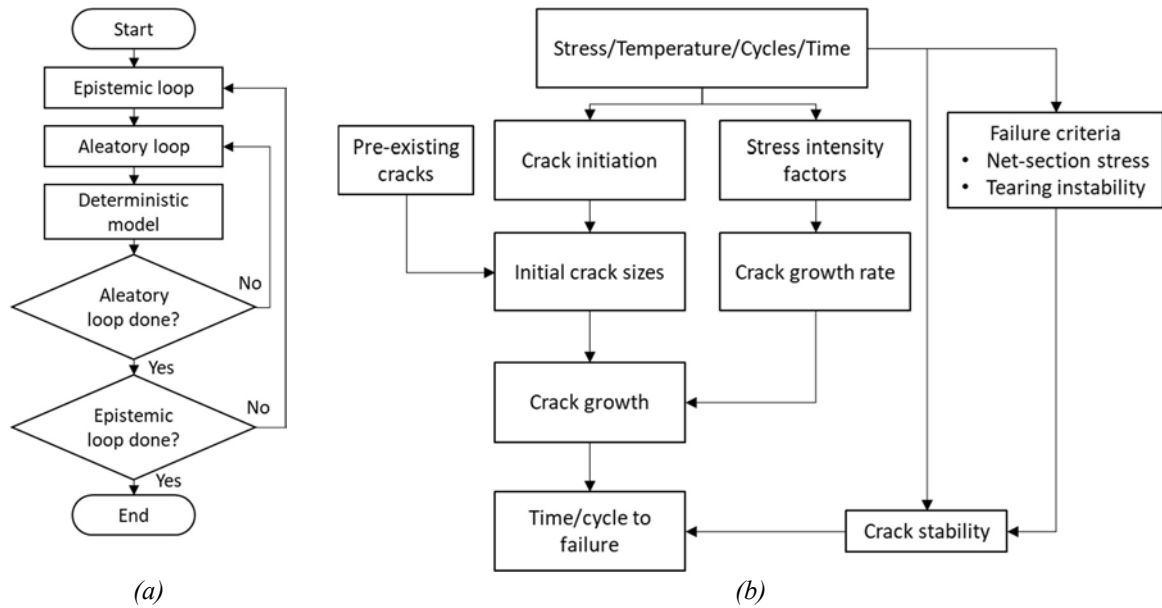 Start
Epistemic loop
Aleatory loop
Deterministic
model
Aleatory
loop done?
No
Yes
Epistemic
loop done?
No
Yes
End
(a)
Stress/Temperature/Cycles/Time
Pre-existing
cracks
Crack initiation
Stress intensity
factors
Failure criteria
• Net-section stress
• Tearing instability
Initial crack sizes
Crack growth rate
Crack growth
Time/cycle to
failure
Crack stability
(b)